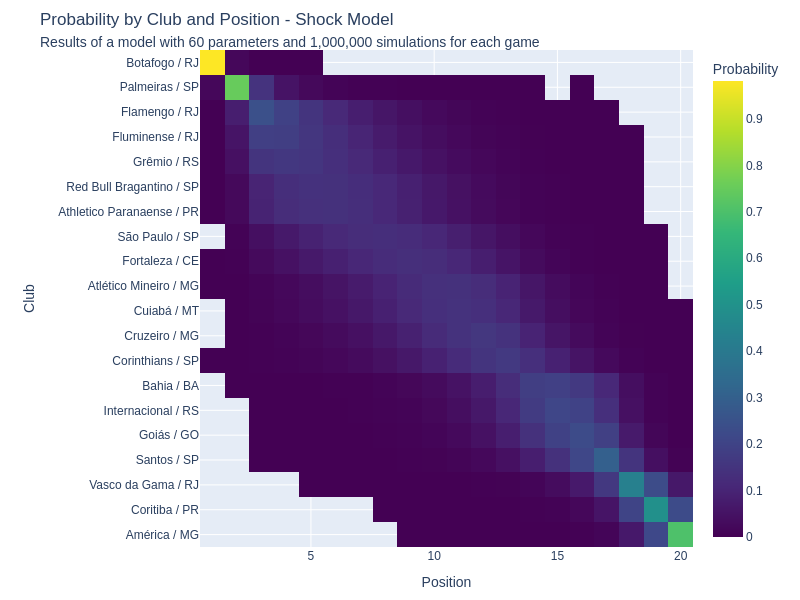 Probability by Club and Position - Shock Model
Results of a model with 60 parameters and 1,000,000 simulations for each game
Probability
Club
Botafogo / RJ
Palmeiras / SP
Flamengo / RJ
Fluminense / RJ
Grêmio / RS
Red Bull Bragantino / SP
Athletico Paranaense / PR
São Paulo / SP
Fortaleza / CE
Atlético Mineiro / MG
Cuiabá / MT
Cruzeiro / MG
Corinthians / SP
Bahia / BA
Internacional / RS
Goiás / GO
Santos / SP
Vasco da Gama / RJ
Coritiba / PR
América / MG
0.9
0.8
0.7
0.6
0.5
0.4
0.3
0.2
0.1
0
5 10 15 20
Position